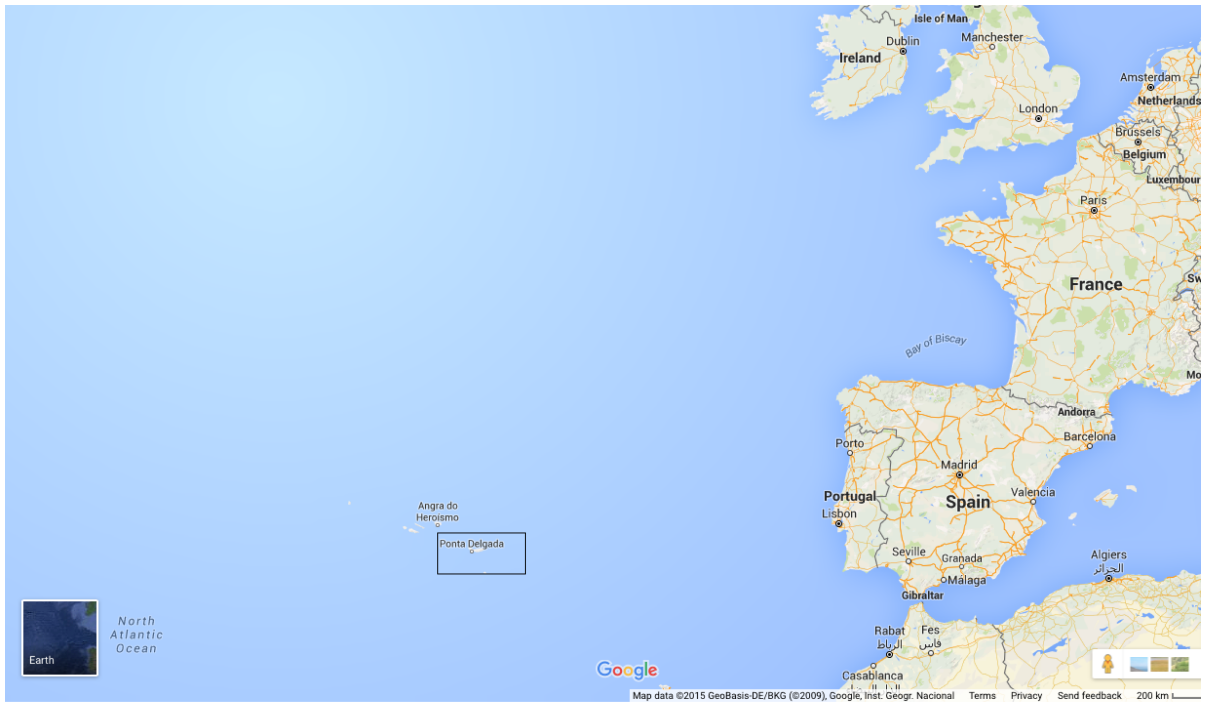 Isle of Man
Manchester
Dublin
Ireland
Amsterdam
Netherlands
London
Brussels
Belgium
Luxembour
Paris
France
Sw
Bay of Biscay
Mo
Andorra
Barcelona
Porto
Madrid
Portugal
Spain
Valencia
Lisbon
Angra do
Heroísmo
Ponta Delgada
Seville
Granada
Málaga
Gibraltar
Algiers
الجزائر
North
Atlantic
Ocean
Rabat
الرباط
Fes
فاس
Earth
Google
Casablanca
Map data ©2015 GeoBasis-DE/BKG (©2009), Google, Inst. Geogr. Nacional Terms Privacy Send feedback 200 km